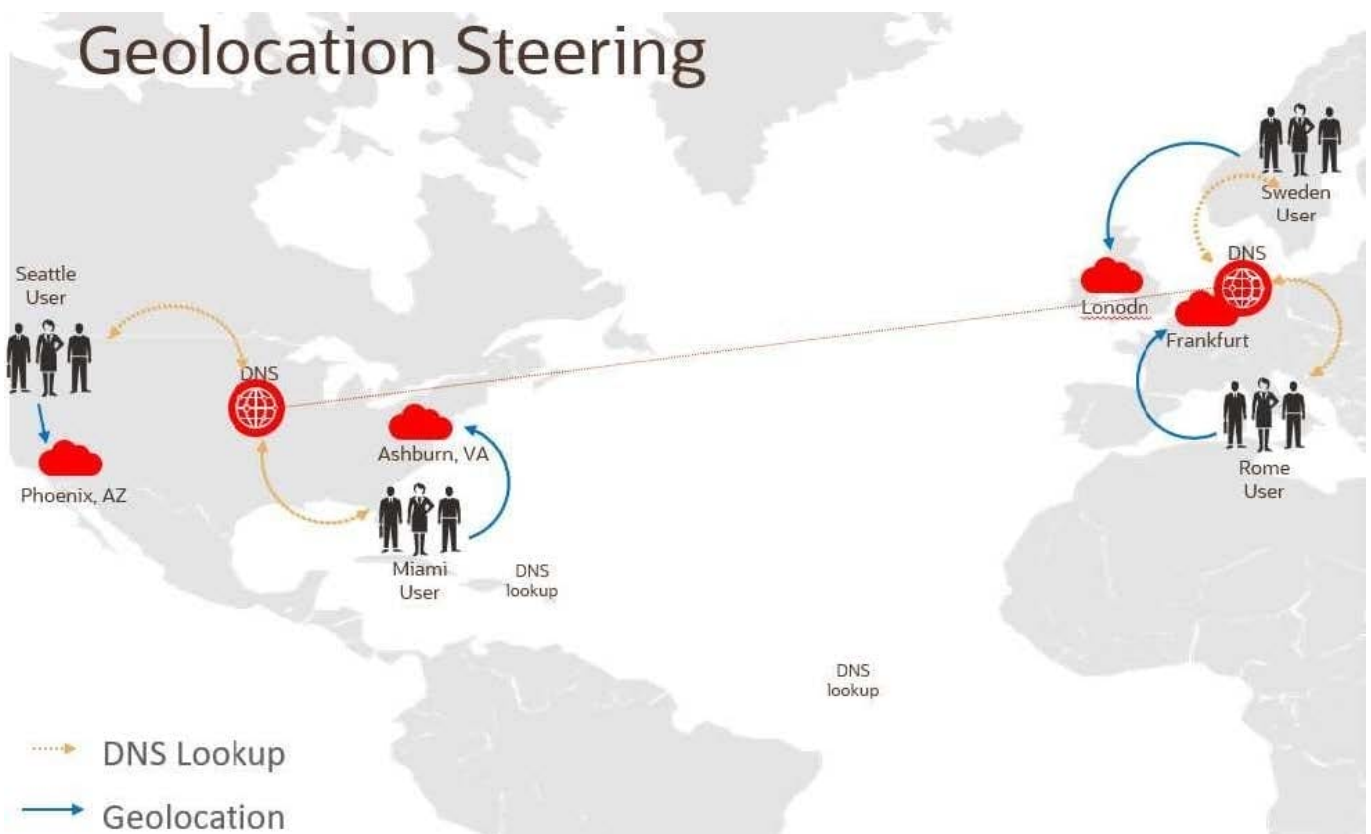 Geolocation Steering
Sweden
User
DNS
Seattle
User
Lonodn
Frankfurt
DNS
Ashburn, VA
Phoenix, AZ
Rome
User
Miami
User
DNS
lookup
DNS
lookup
DNS Lookup
Geolocation